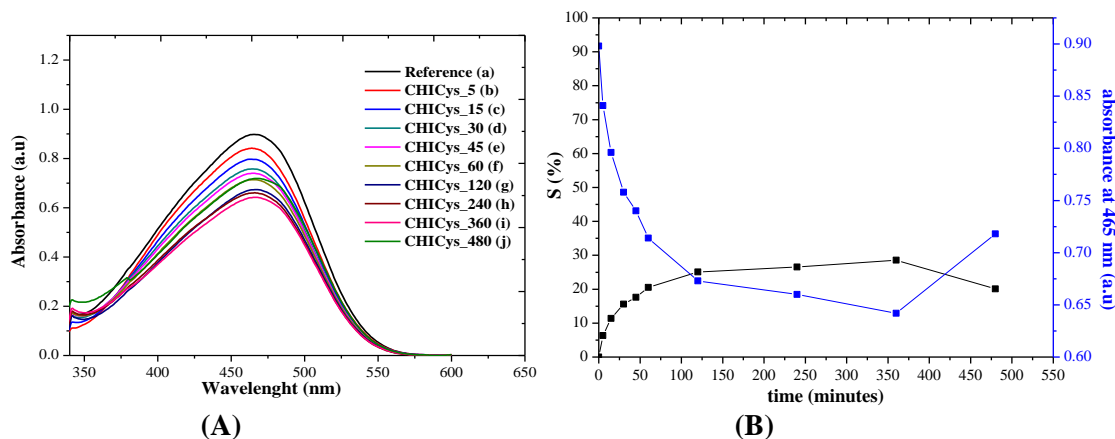 1.2
1.0
0.8
0.6
0.4
0.2
0.0
Absorbance (a.u)
350 400 450 500 550 600 650
Wavelenght (nm)
Reference (a)
CHICys_5 (b)
CHICys_15 (c)
CHICys_30 (d)
CHICys_45 (e)
CHICys_60 (f)
CHICys_120 (g)
CHICys_240 (h)
CHICys_360 (i)
CHICys_480 (j)
(A)
100
90
80
70
60
50
40
30
20
10
0
S (%)
0 50 100 150 200 250 300 350 400 450 500 550
time (minutes)
0.90
0.85
0.80
0.75
0.70
0.65
0.60
absorbance at 465 nm (a.u)
(B)